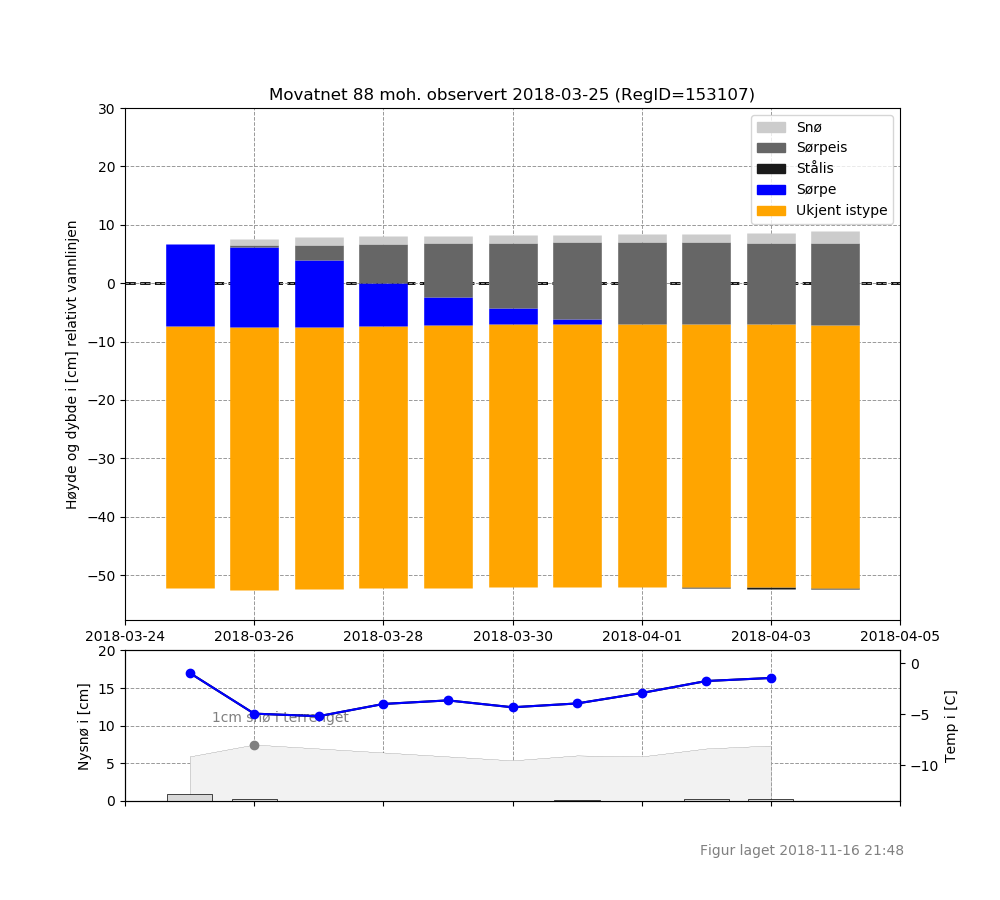 Movatnet 88 moh. observert 2018-03-25 (RegID=153107)
Høyde og dybde i [cm] relativt vannlinjen
30
20
10
0
−10
−20
−30
−40
−50
Snø
Sørpeis
Stålis
Sørpe
Ukjent istype
2018-03-24
2018-03-26
2018-03-28
2018-03-30
2018-04-01
2018-04-03
2018-04-05
Nysnø i [cm]
20
15
10
5
0
1cm snø i terrenget
0
−5
−10
Temp i [C]
Figur laget 2018-11-16 21:48